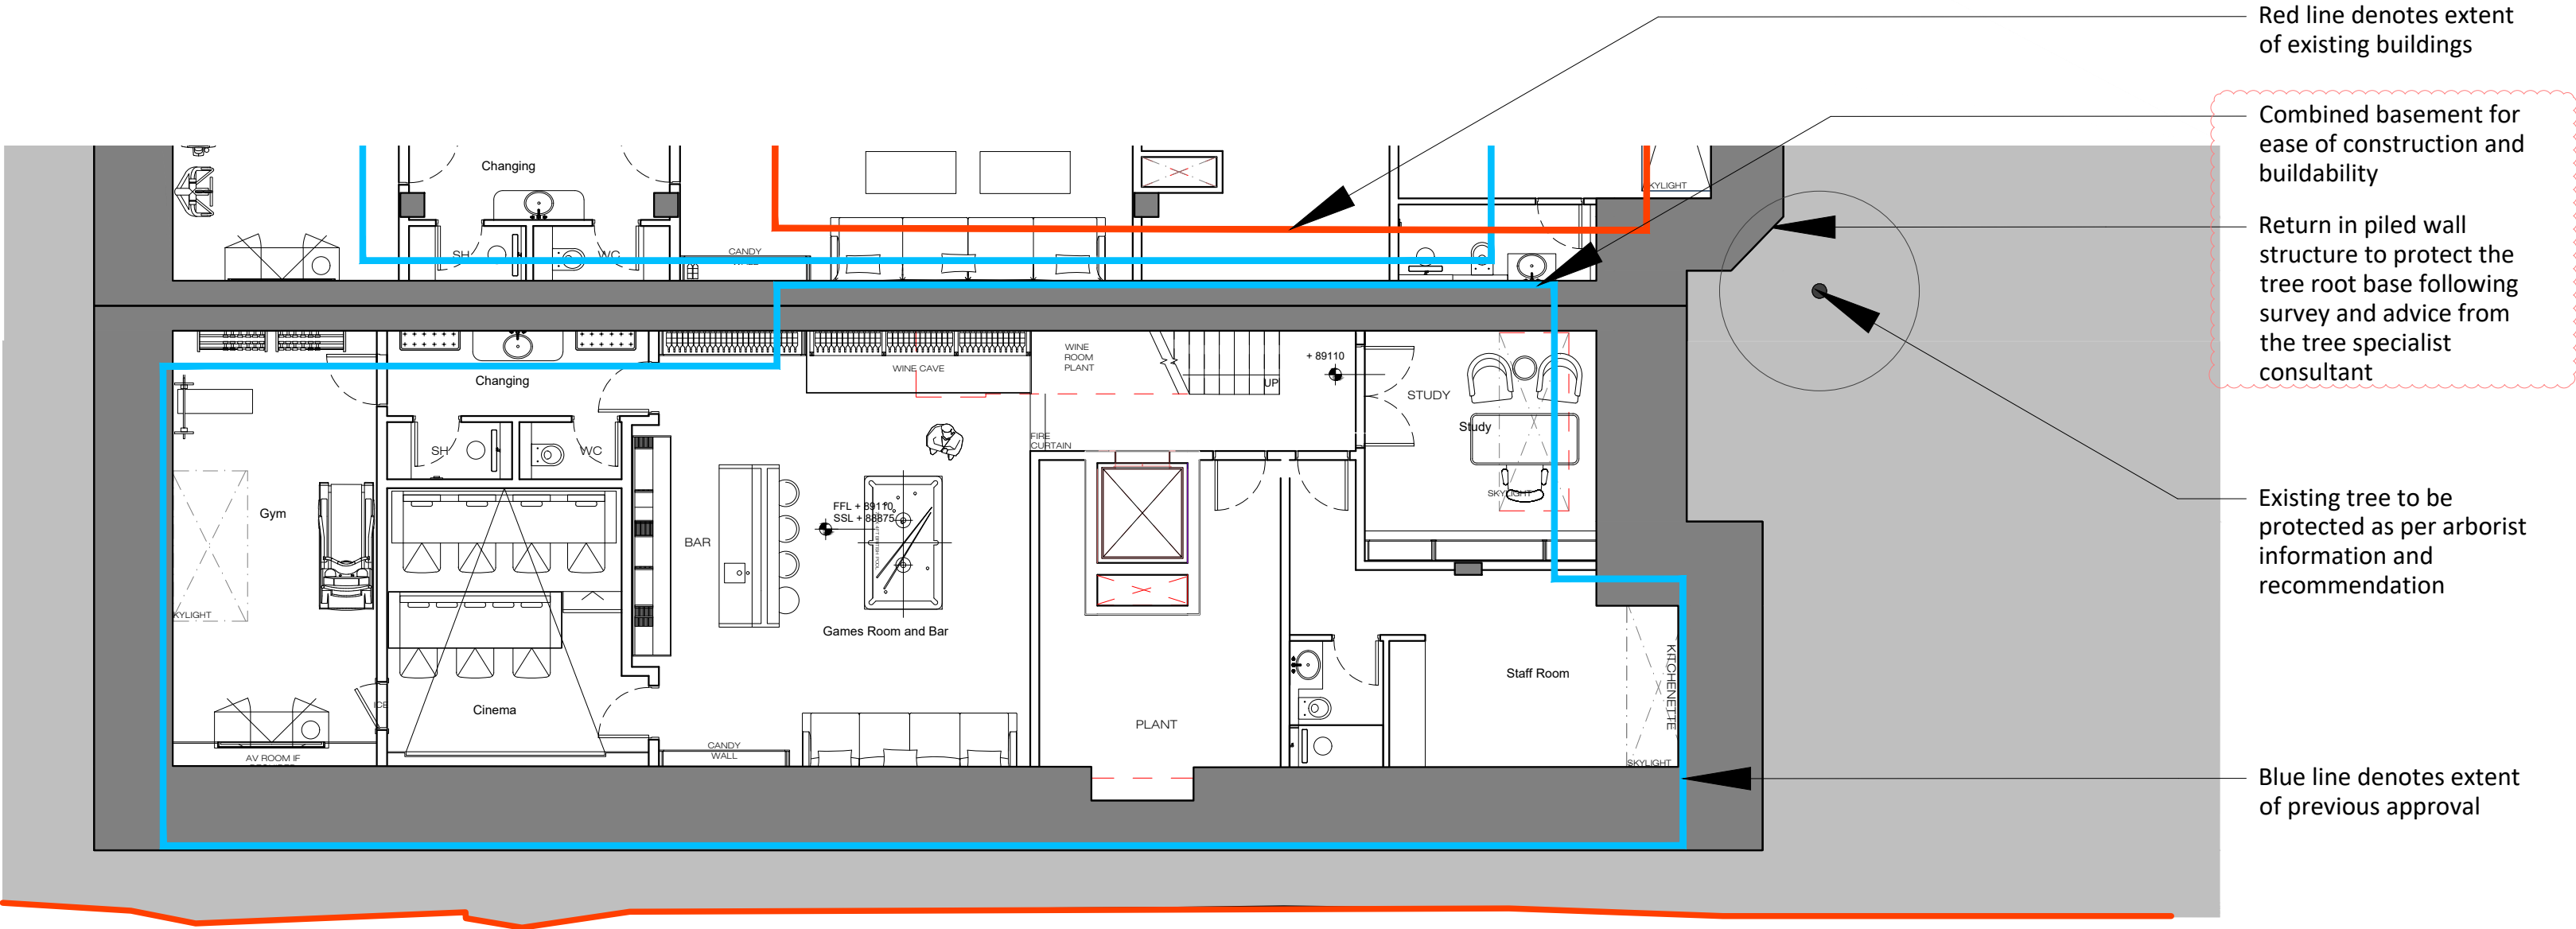 Red line denotes extent
of existing buildings
Combined basement for
ease of construction and
buildability
Return in piled wall
structure to protect the
tree root base following
survey and advice from
the tree specialist
consultant
Existing tree to be
protected as per arborist
information and
recommendation
Blue line denotes extent
of previous approval
Changing
SH
WC
CANDY
KYLIGHT
Changing
SH
WC
WINE CAVE
WINE
ROOM
PLANT
UP
+ 89110
STUDY
Study
SKYLIGHT
FIRE
CURTAIN
Gym
KYLIGHT
BAR
FFL + 89110
SSL + 88875
Games Room and Bar
Cinema
ICE
AV ROOM IF
CANDY
WALL
PLANT
Staff Room
KITCHENETTE
SKYLIGHT